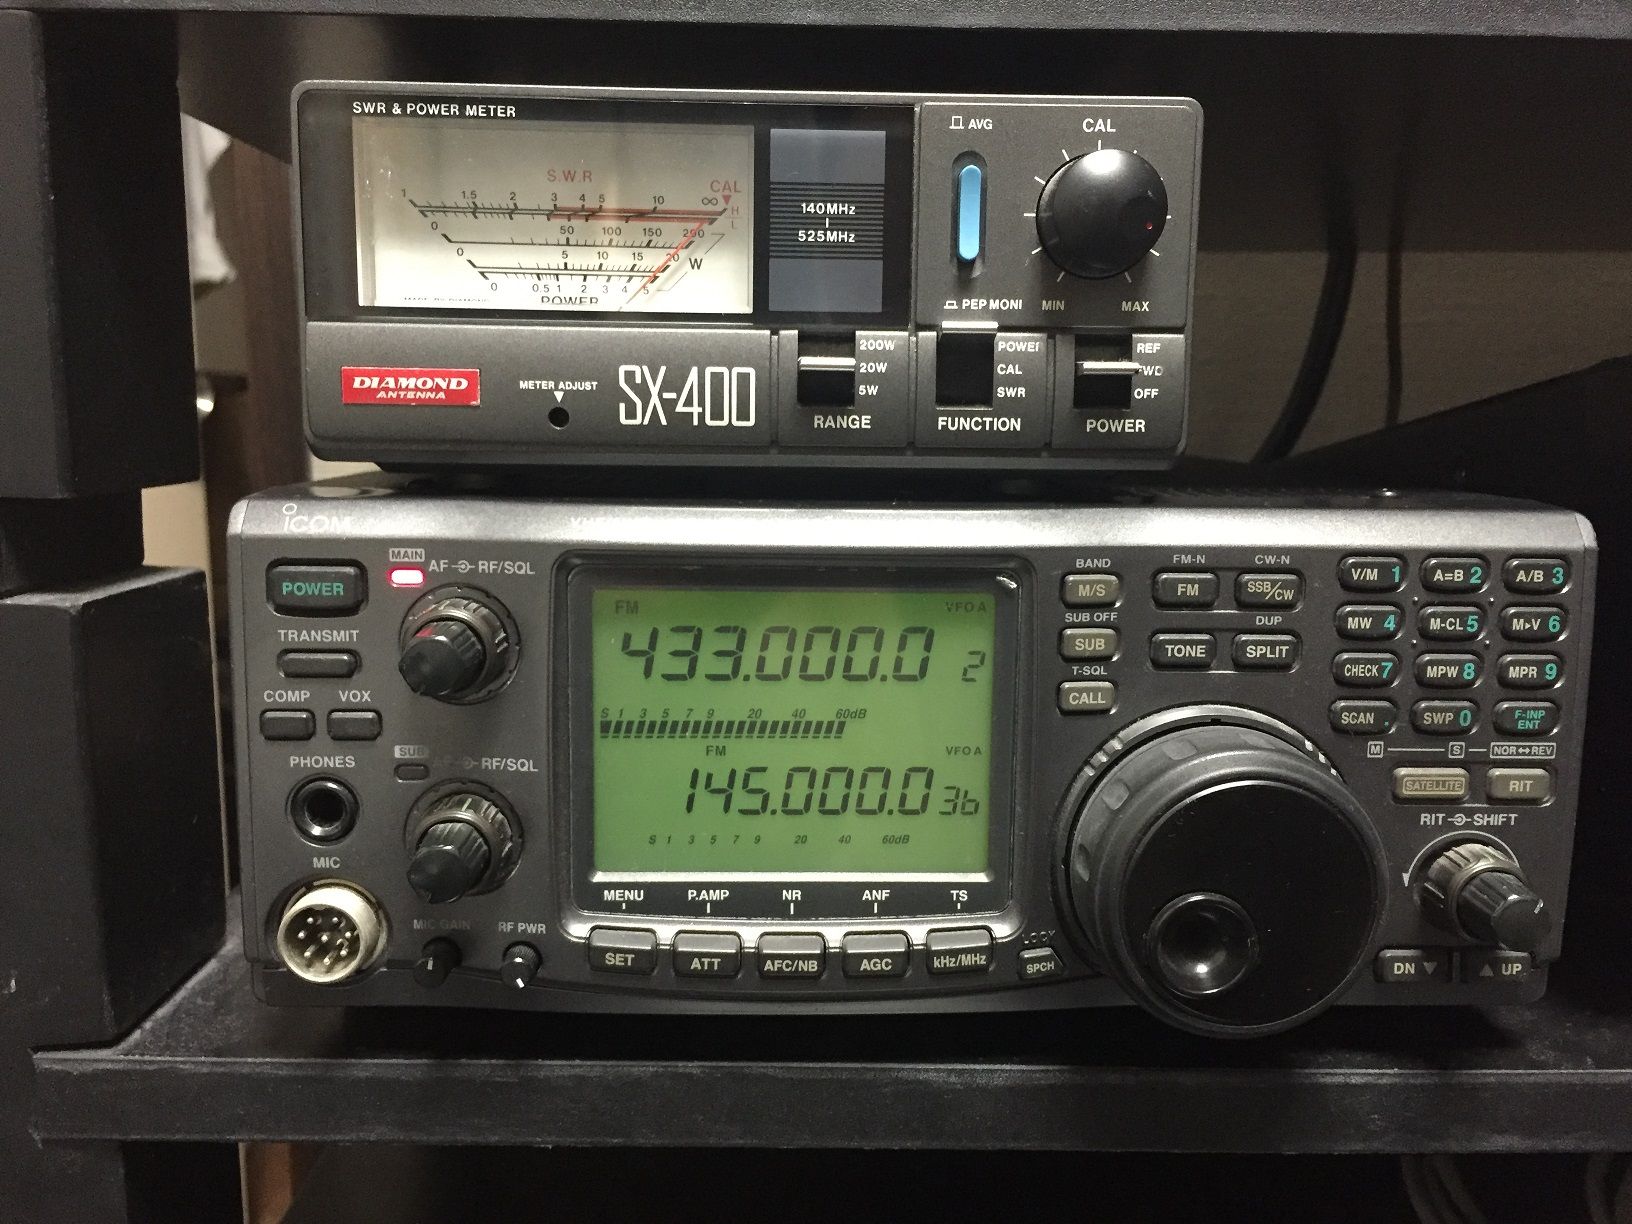 SWR & POWER METER
S.W.R
CAL
1 1.5 2 3 4 5 10 ∞
H
L
0 50 100 150 200
0 5 10 15 20 W
0 0.5 1 2 3 4 5
POWER
140MHz
525MHz
AVG
PEP MONI
CAL
MIN
MAX
DIAMOND
ANTENNA
METER ADJUST
SX-400
200W
20W
5W
RANGE
POWER
CAL
SWR
FUNCTION
REF
FWD
OFF
POWER
ICOM
POWER
TRANSMIT
COMP
VOX
PHONES
MIC
MAIN
AF RF/SQL
SUB
AF RF/SQL
MIC GAIN
RF PWR
FM
VFO A
433.000.0 2
S 1 3 5 7 9 20 40 60dB
FM
VFO A
145.000.0 36
S 1 3 5 7 9 20 40 60dB
MENU P.AMP NR ANF TS
SET ATT AFC/NB AGC kHz/MHz
LOCK
SPCH
BAND
M/S
SUB OFF
SUB
T-SQL
CALL
FM-N
FM
CW-N
SSB/CW
TONE
DUP
SPLIT
V/M 1 A=B 2 A/B 3
MW 4 M-CL 5 M▸V 6
CHECK 7 MPW 8 MPR 9
SCAN . SWP 0 F-INP ENT
M S NOR↔REV
SATELLITE
RIT
RIT SHIFT
DN ▼
▲ UP